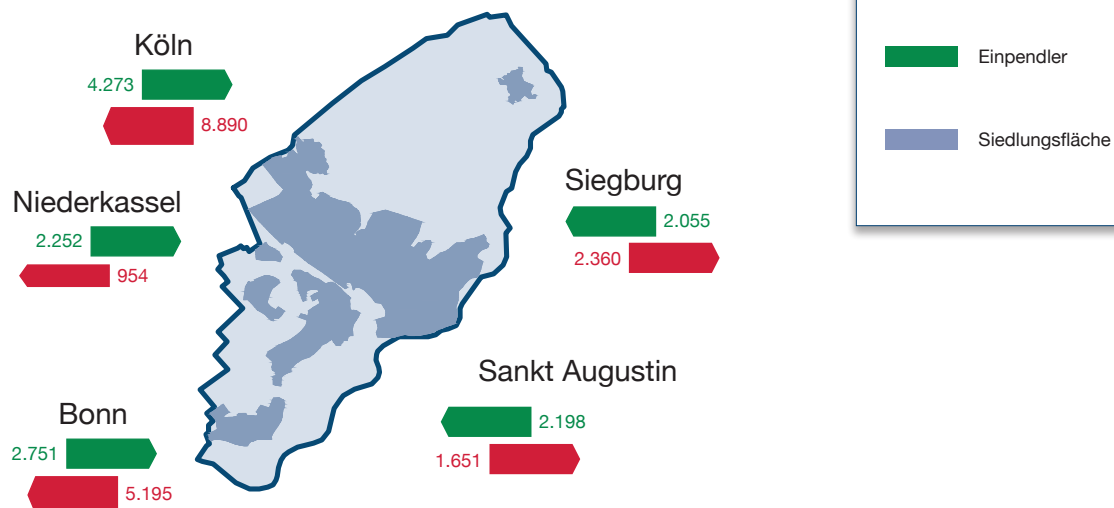 Köln
4.273
8.890
Niederkassel
2.252
954
Bonn
2.751
5.195
Siegburg
2.055
2.360
Sankt Augustin
2.198
1.651
Einpendler
Siedlungsfläche